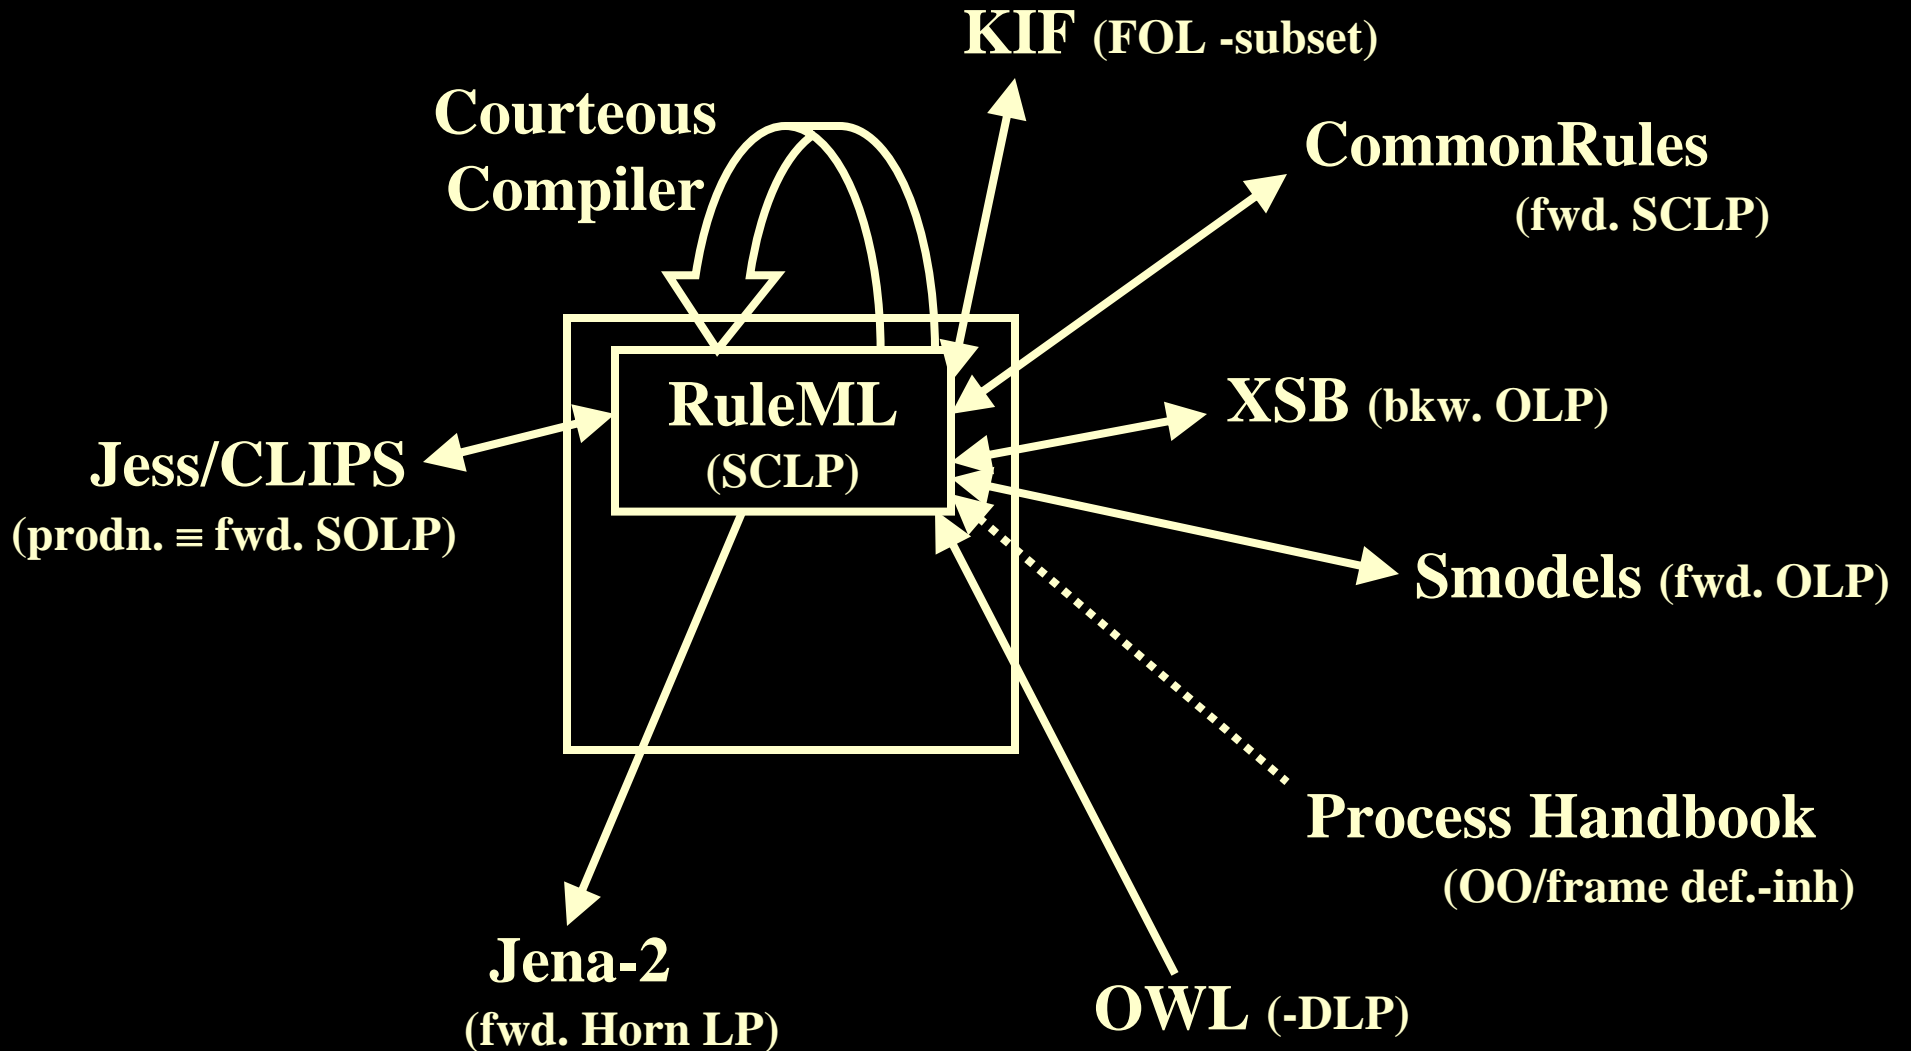 KIF (FOL -subset)
Courteous
Compiler
CommonRules
(fwd. SCLP)
RuleML
(SCLP)
XSB (bkw. OLP)
Jess/CLIPS
(prodn. ≡ fwd. SOLP)
Smodels (fwd. OLP)
Process Handbook
(OO/frame def.-inh)
Jena-2
(fwd. Horn LP)
OWL (-DLP)